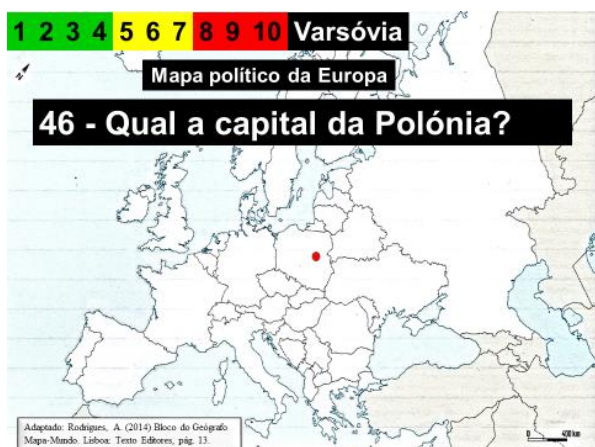 1 2 3 4 5 6 7 8 9 10 Varsóvia
Mapa político da Europa
46 - Qual a capital da Polónia?
Adaptado: Rodrigues, A. (2014) Bloco do Geógrafo
Mapa-Mundo. Lisboa: Texto Editores, pág. 13.
0 400 km